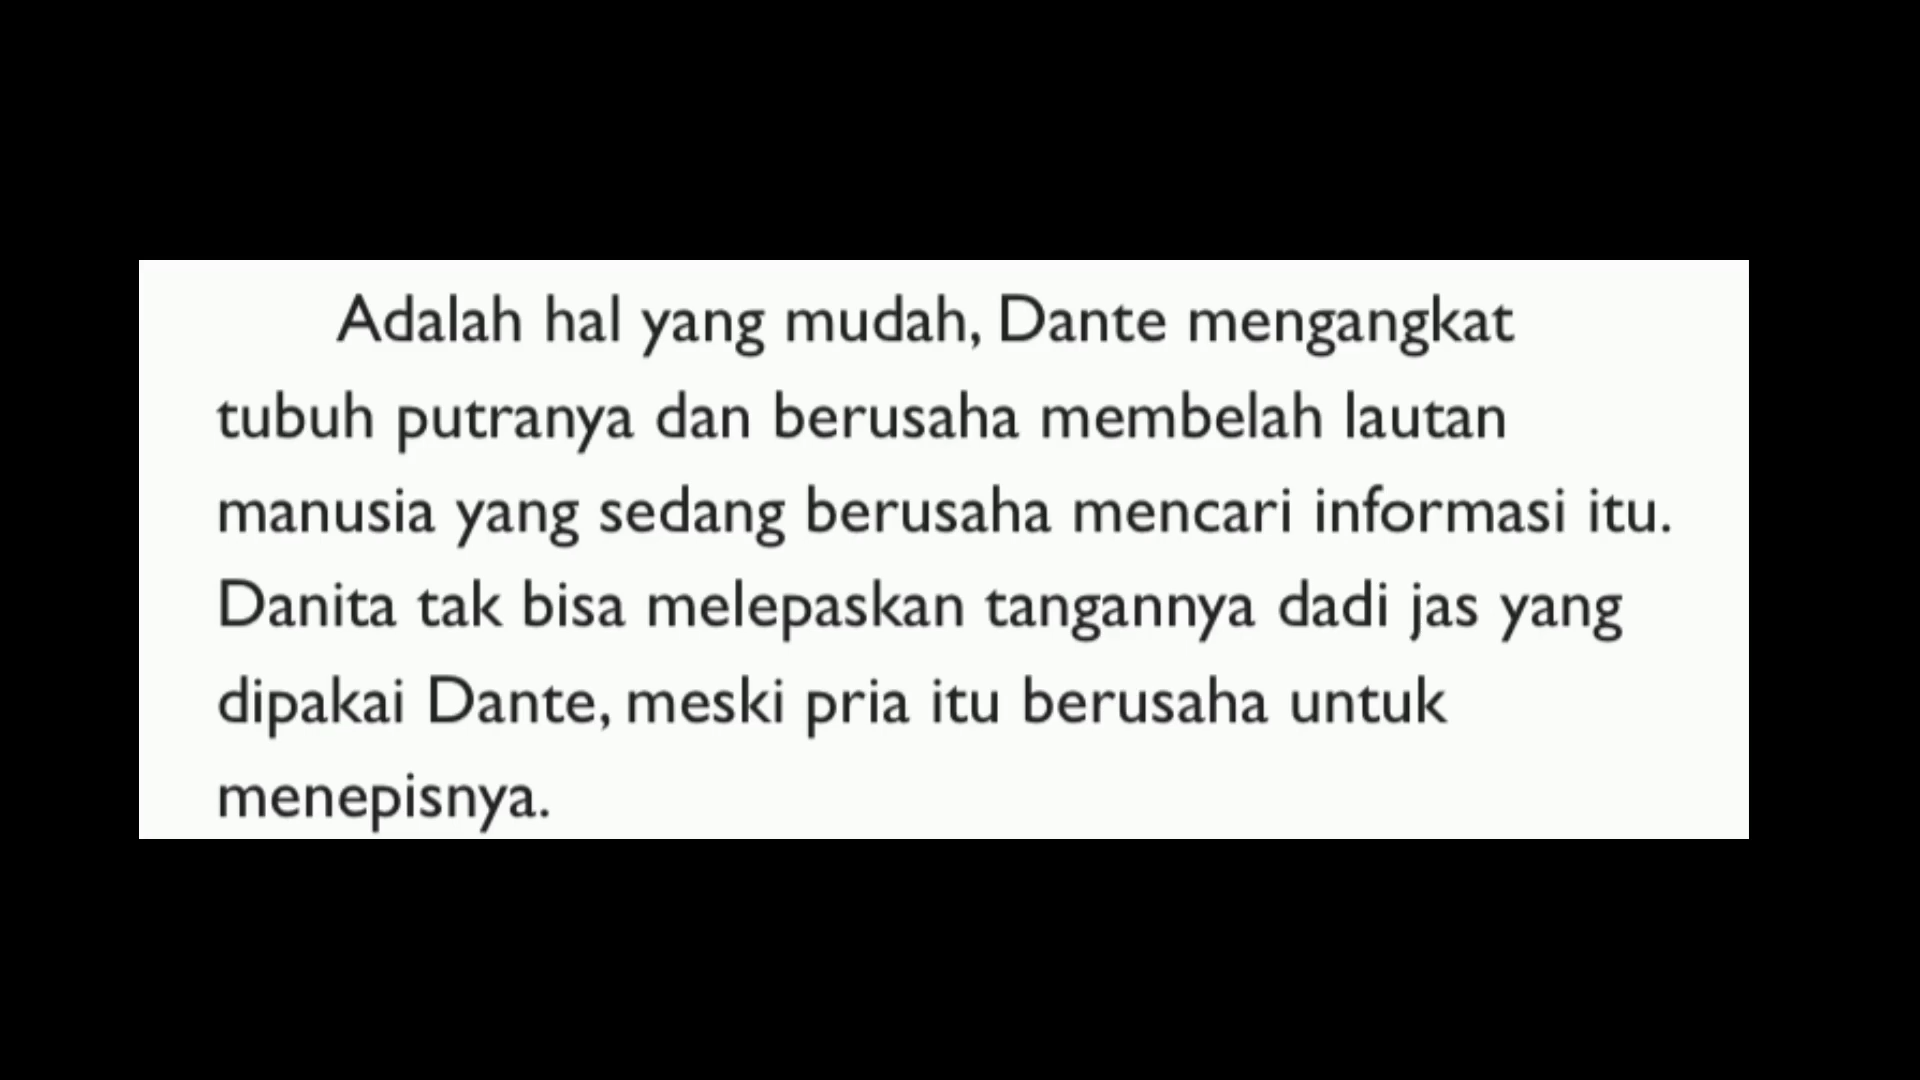 Adalah hal yang mudah, Dante mengangkat
tubuh putranya dan berusaha membelah lautan
manusia yang sedang berusaha mencari informasi itu.
Danita tak bisa melepaskan tangannya dadi jas yang
dipakai Dante, meski pria itu berusaha untuk
menepisnya.